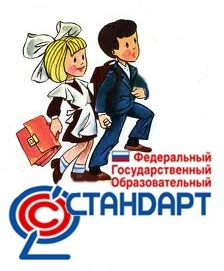 Федеральный
Государственный
Образовательный
СТАНДАРТ